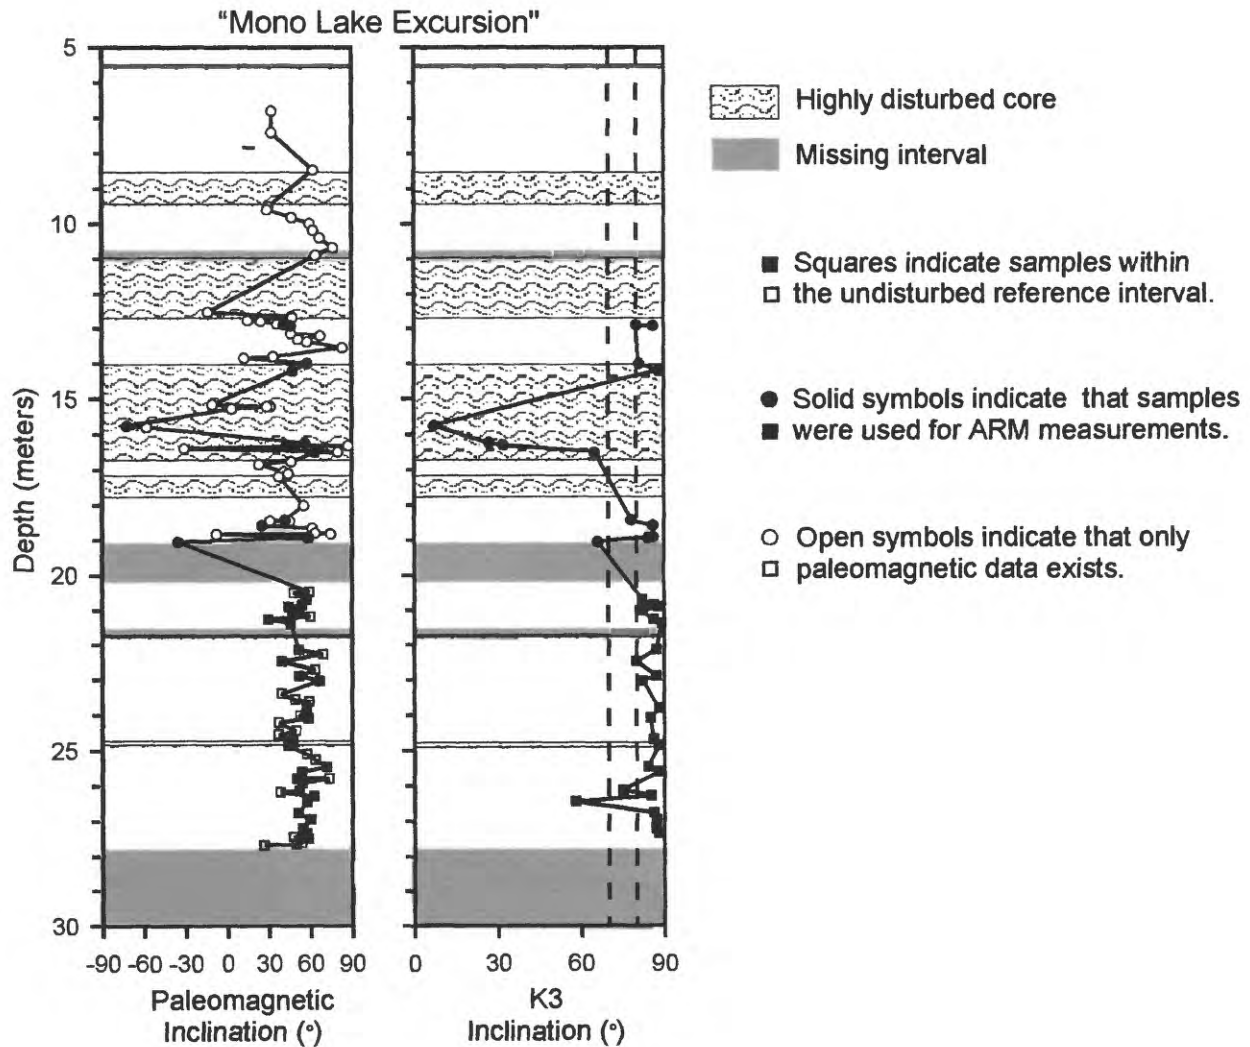 "Mono Lake Excursion"
5
10
15
20
25
30
Depth (meters)
-90 -60 -30 0 30 60 90
Paleomagnetic
Inclination (°)
0 30 60 90
K3
Inclination (°)
Highly disturbed core
Missing interval
Squares indicate samples within
the undisturbed reference interval.
Solid symbols indicate that samples
were used for ARM measurements.
Open symbols indicate that only
paleomagnetic data exists.